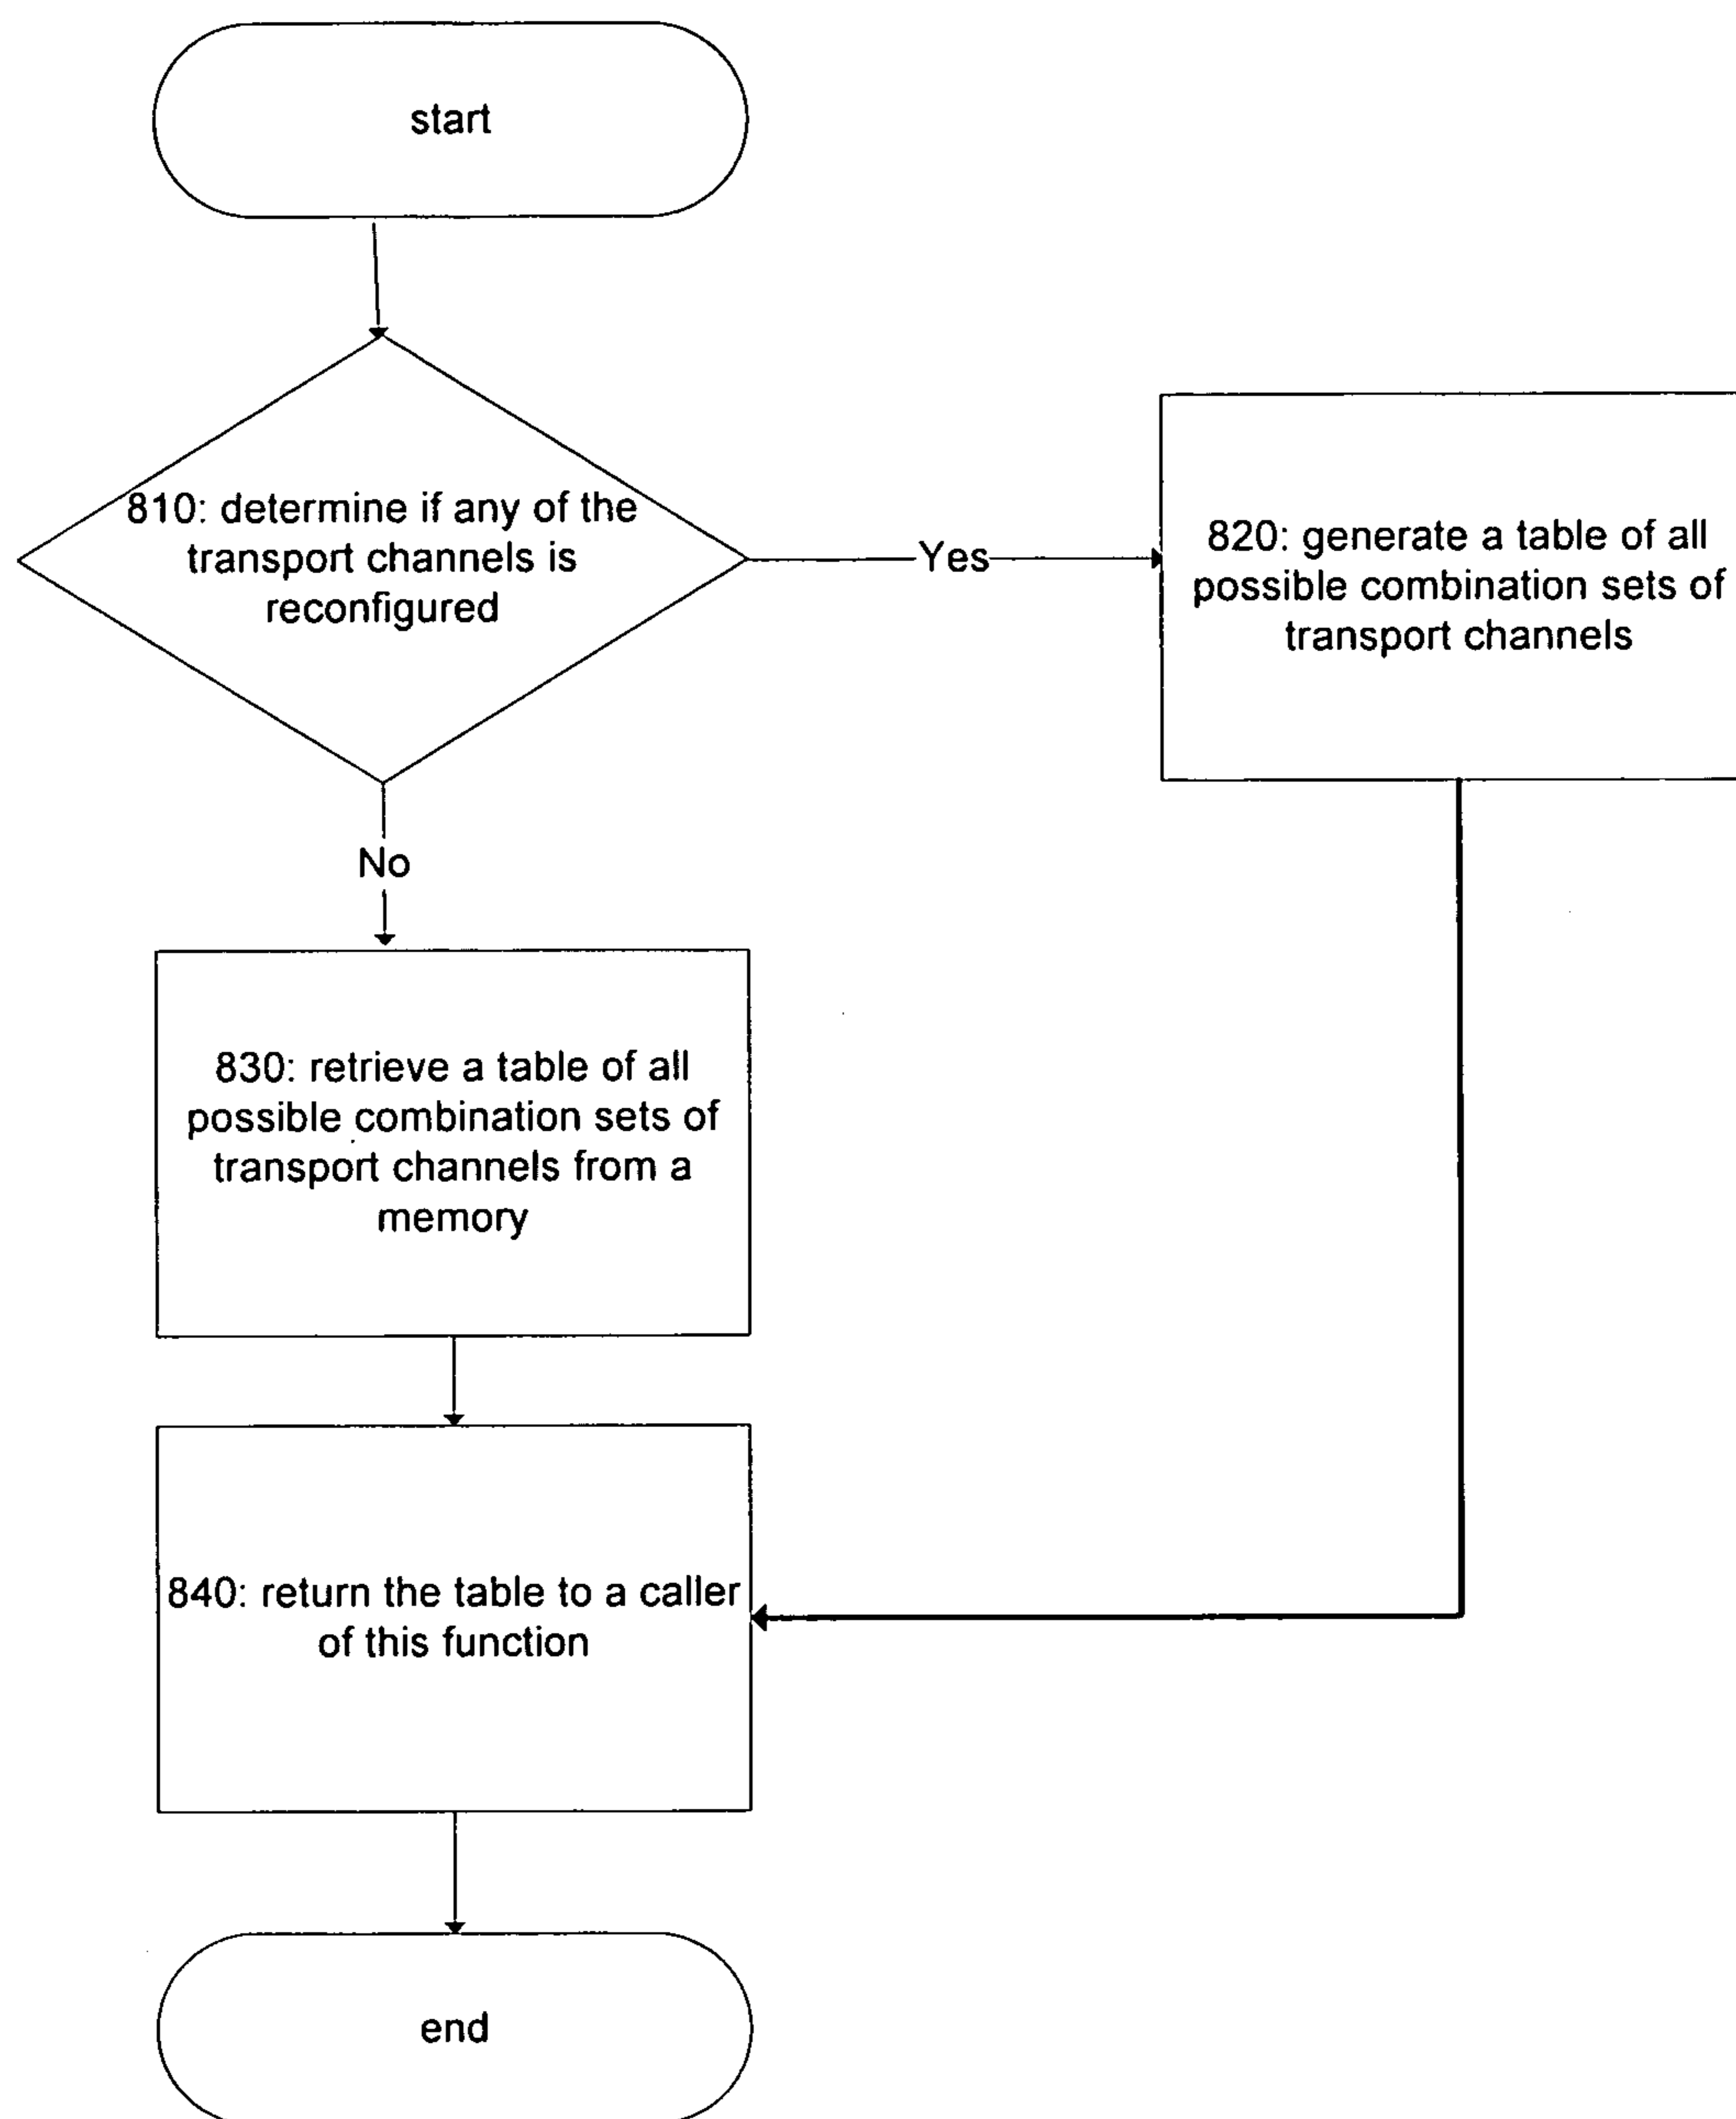 start
810: determine if any of the
transport channels is
reconfigured
Yes
820: generate a table of all
possible combination sets of
transport channels
No
830: retrieve a table of all
possible combination sets of
transport channels from a
memory
840: return the table to a caller
of this function
end